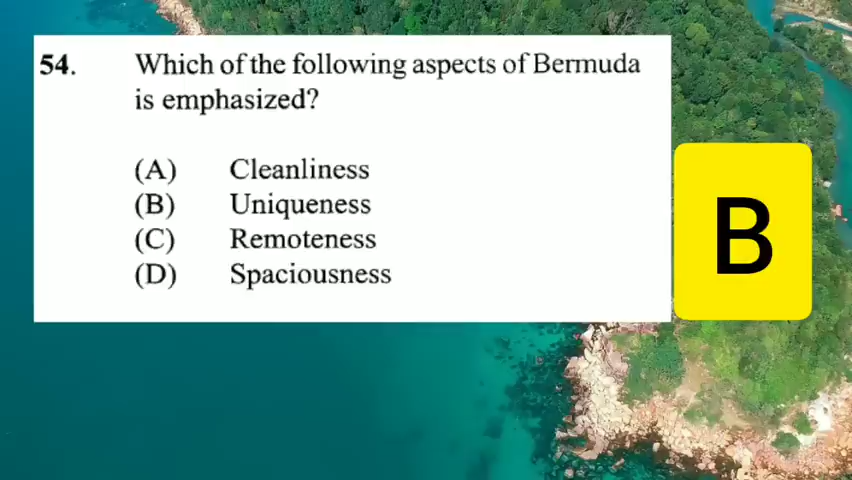 54. Which of the following aspects of Bermuda
is emphasized?
(A) Cleanliness
(B) Uniqueness
(C) Remoteness
(D) Spaciousness
B